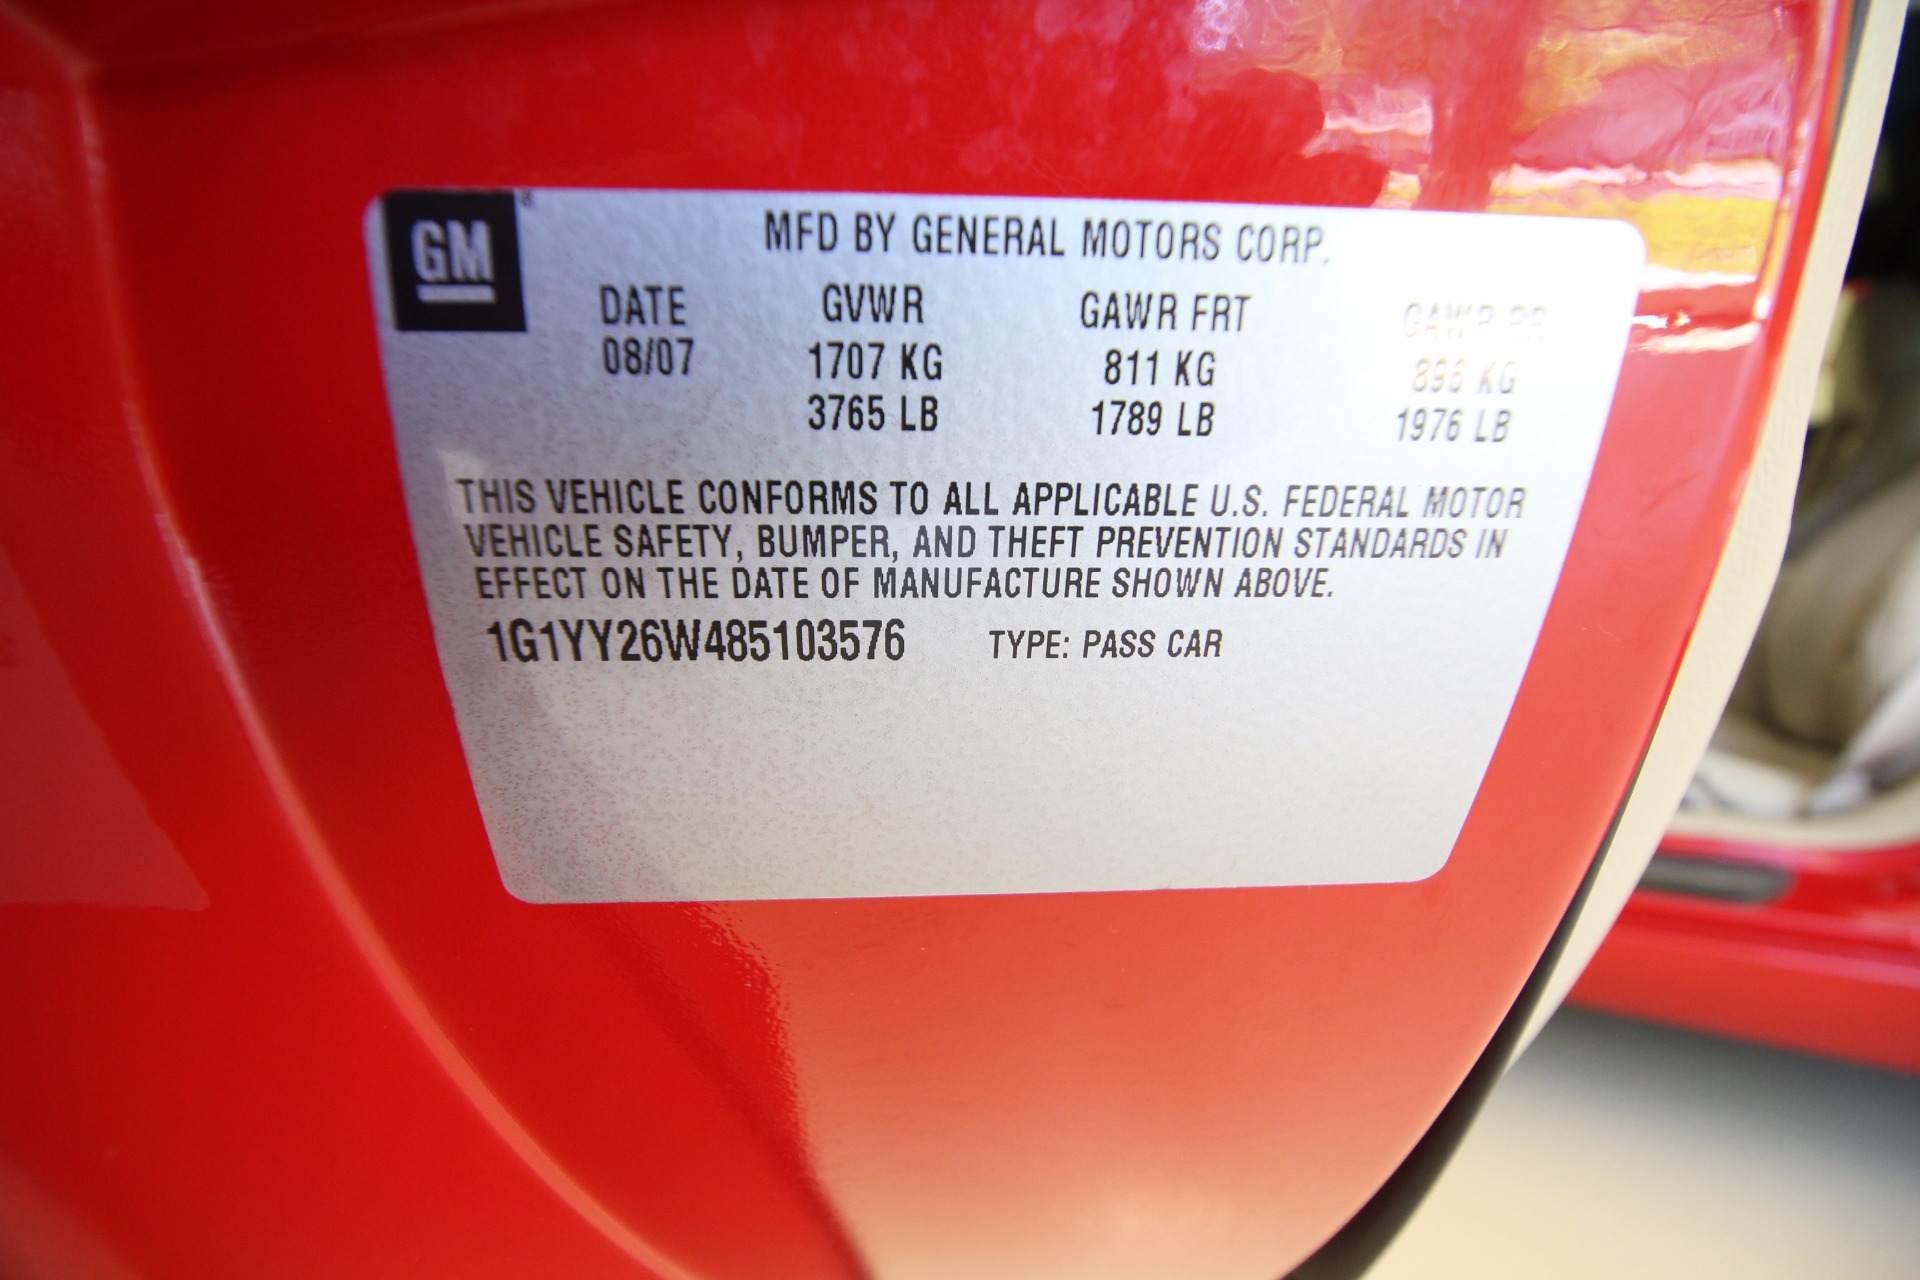 GM ®
MFD BY GENERAL MOTORS CORP.
DATE GVWR GAWR FRT GAWR RR
08/07 1707 KG 811 KG 896 KG
3765 LB 1789 LB 1976 LB
THIS VEHICLE CONFORMS TO ALL APPLICABLE U.S. FEDERAL MOTOR
VEHICLE SAFETY, BUMPER, AND THEFT PREVENTION STANDARDS IN
EFFECT ON THE DATE OF MANUFACTURE SHOWN ABOVE.
1G1YY26W485103576 TYPE: PASS CAR